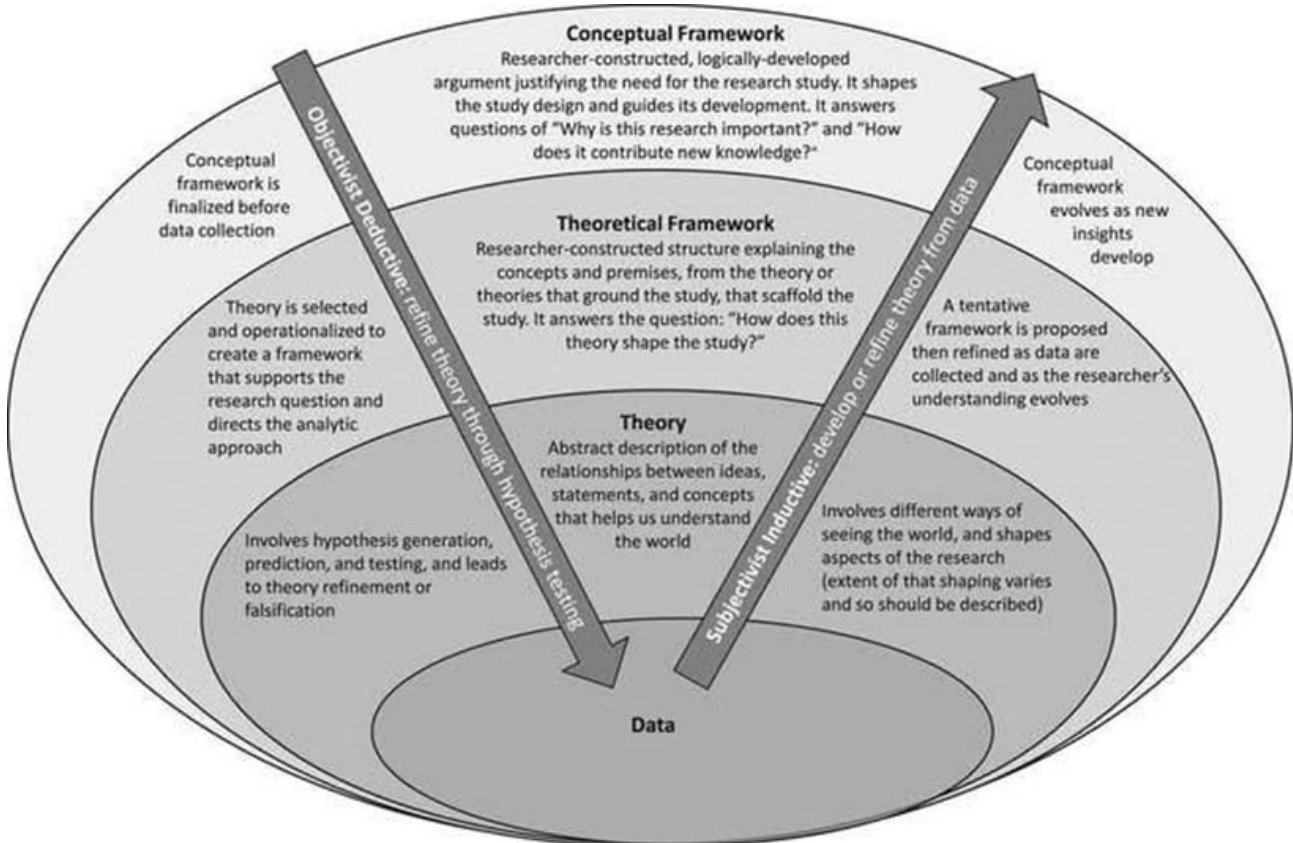 Conceptual Framework
Researcher-constructed, logically-developed
argument justifying the need for the research study. It shapes
the study design and guides its development. It answers
questions of "Why is this research important?" and "How
does it contribute new knowledge?"
Conceptual
framework is
finalized before
data collection
Objectivist Deductive: refine theory through hypothesis testing
Subjectivist Inductive: develop or refine theory from data
Conceptual
framework
evolves as new
insights
develop
Theoretical Framework
Researcher-constructed structure explaining the
concepts and premises, from the theory or
theories that ground the study, that scaffold the
study. It answers the question: "How does this
theory shape the study?"
Theory is selected
and operationalized to
create a framework
that supports the
research question and
directs the analytic
approach
A tentative
framework is proposed
then refined as data are
collected and as the researcher's
understanding evolves
Theory
Abstract description of the
relationships between ideas,
statements, and concepts
that helps us understand
the world
Involves hypothesis generation,
prediction, and testing, and leads
to theory refinement or
falsification
Involves different ways of
seeing the world, and shapes
aspects of the research
(extent of that shaping varies
and so should be described)
Data